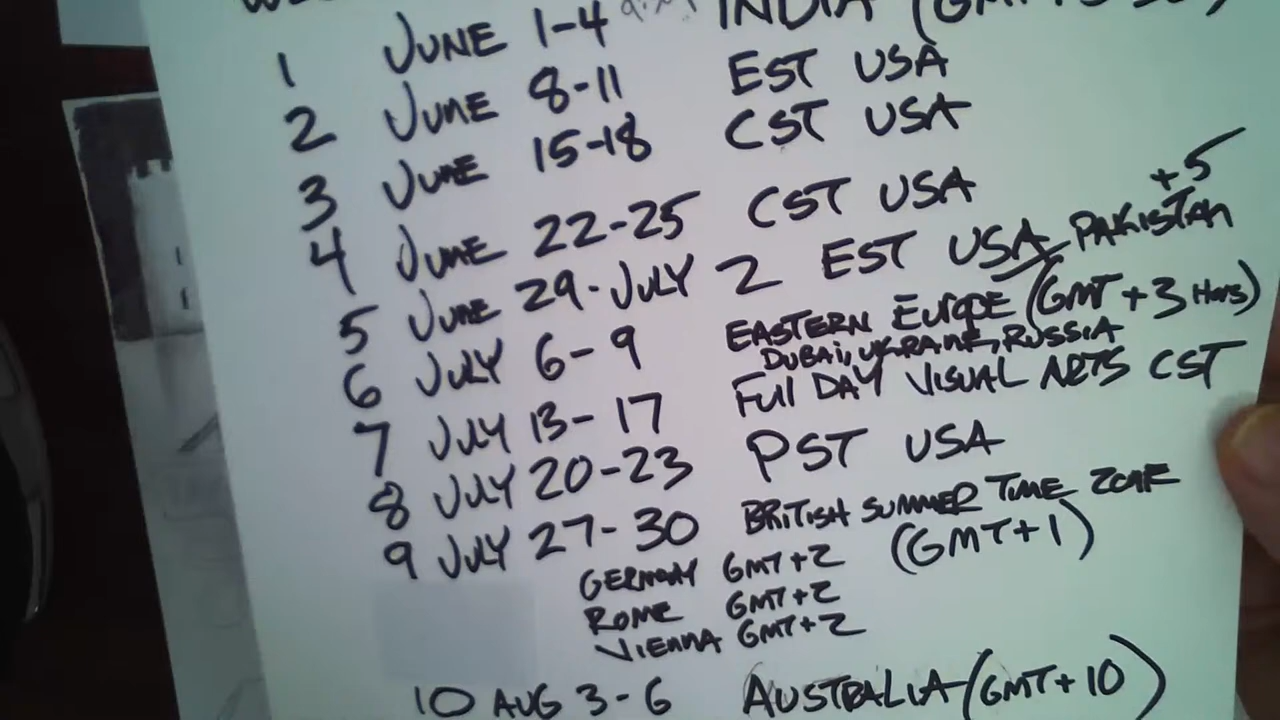 1 JUNE 1-4 INDIA
2 JUNE 8-11 EST USA
3 JUNE 15-18 CST USA
4 JUNE 22-25 CST USA
+5
5 JUNE 29-JULY 2 EST USA PAKISTAN
6 JULY 6-9 EASTERN EUROPE (GMT +3 HOURS)
DUBAI, UKRANE, RUSSIA
7 JULY 13-17 FULL DAY VISUAL ARTS CST
8 JULY 20-23 PST USA
9 JULY 27-30 BRITISH SUMMER TIME ZONE
(GMT+1)
GERMANY GMT+2
ROME GMT+2
VIENNA GMT+2
10 AUG 3-6 AUSTRALIA (GMT+10)